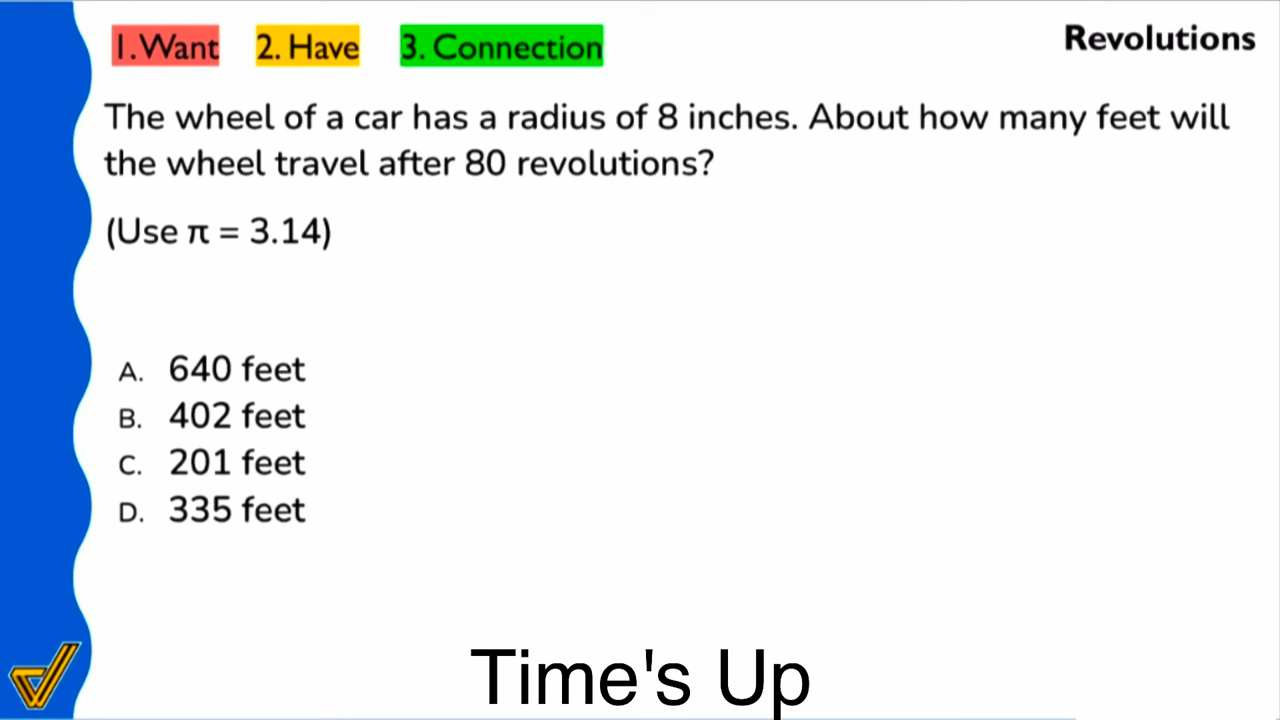 1. Want 2. Have 3. Connection Revolutions
The wheel of a car has a radius of 8 inches. About how many feet will
the wheel travel after 80 revolutions?
(Use π = 3.14)
A. 640 feet
B. 402 feet
C. 201 feet
D. 335 feet
Time's Up